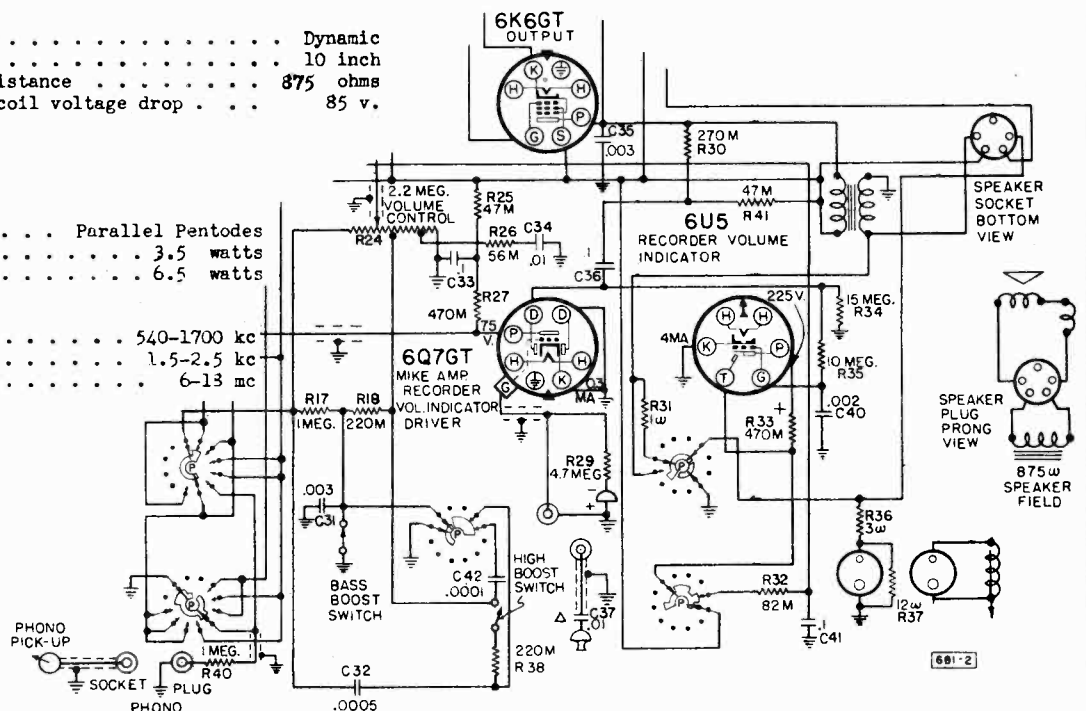 . . . . . . . . . . . . . . . Dynamic
. . . . . . . . . . . . . . . 10 inch
istance . . . . . . . 875 ohms
coil voltage drop . . . 85 v.
. . . Parallel Pentodes
. . . . . . . . 3.5 watts
. . . . . . . . 6.5 watts
. . . . . . 540-1700 kc
. . . . . . 1.5-2.5 kc
. . . . . . . 6-13 mc
6K6GT
OUTPUT
K
H
H
P
G
S
C35
.003
270M
R30
2.2 MEG.
VOLUME
CONTROL
R24
R25
47M
R26
56M
C34
.01
.1
C33
R27
470M
.1
C36
47M
R41
6U5
RECORDER VOLUME
INDICATOR
225V.
4MA
H
H
K
P
T
G
15 MEG.
R34
10 MEG.
R35
.002
C40
R33
470M
+
SPEAKER
SOCKET
BOTTOM
VIEW
SPEAKER
PLUG
PRONG
VIEW
875ω
SPEAKER
FIELD
75
V.
6Q7GT
MIKE AMP.
RECORDER
VOL. INDICATOR
DRIVER
D
D
P
H
H
K
G
.03
MA
R17
1MEG.
R18
220M
R31
1ω
R29
4.7MEG
-
+
P
P
P
P
P
.003
C31
BASS
BOOST
SWITCH
C42
.0001
HIGH
BOOST
SWITCH
220M
R38
C32
.0005
C37
.01
Δ
R32
82M
.1
C41
R36
3ω
12ω
R37
PHONO
PICK-UP
SOCKET
PLUG
PHONO
1 MEG.
R40
681-2